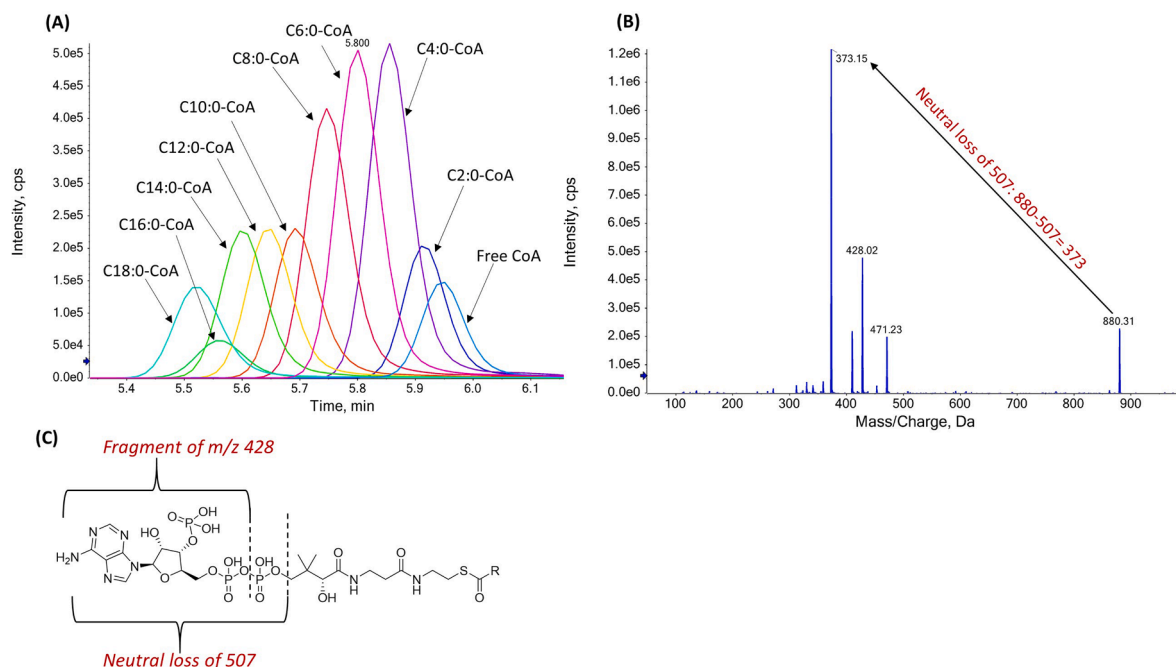 (A)
C6:0-CoA
5.800
C8:0-CoA
C4:0-CoA
C10:0-CoA
C12:0-CoA
C14:0-CoA
C2:0-CoA
C16:0-CoA
C18:0-CoA
Free CoA
Intensity, cps
5.0e5
4.5e5
4.0e5
3.5e5
3.0e5
2.5e5
2.0e5
1.5e5
1.0e5
5.0e4
0.0e0
5.4 5.5 5.6 5.7 5.8 5.9 6.0 6.1
Time, min
(B)
Intensity, cps
1.2e6
1.1e6
1.0e6
9.0e5
8.0e5
7.0e5
6.0e5
5.0e5
4.0e5
3.0e5
2.0e5
1.0e5
0.0e0
373.15
Neutral loss of 507: 880-507= 373
428.02
471.23
880.31
100 200 300 400 500 600 700 800 900
Mass/Charge, Da
(C)
Fragment of m/z 428
O OH
P
OH
HO O
N N
H2N
N N
O
OH OH
O P O P O
O O
O O
N N
H H
OH
S R
O
Neutral loss of 507